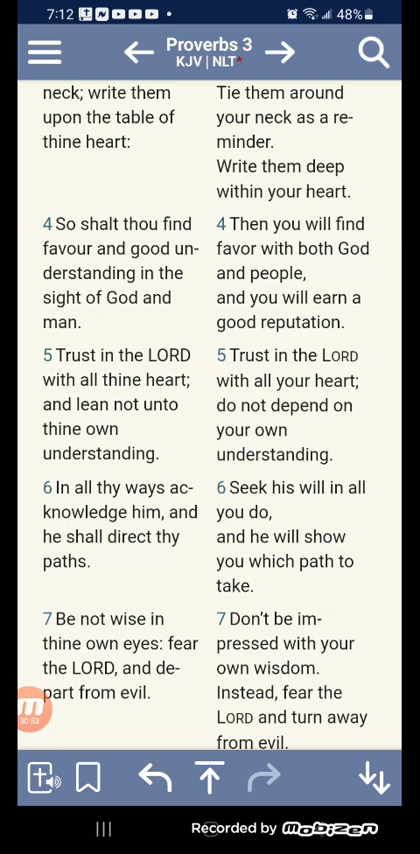 7:12
48%
Proverbs 3
KJV | NLT*
neck; write them
upon the table of
thine heart:
4 So shalt thou find
favour and good un-
derstanding in the
sight of God and
man.
5 Trust in the LORD
with all thine heart;
and lean not unto
thine own
understanding.
6 In all thy ways ac-
knowledge him, and
he shall direct thy
paths.
7 Be not wise in
thine own eyes: fear
the LORD, and de-
part from evil.
Tie them around
your neck as a re-
minder.
Write them deep
within your heart.
4 Then you will find
favor with both God
and people,
and you will earn a
good reputation.
5 Trust in the LORD
with all your heart;
do not depend on
your own
understanding.
6 Seek his will in all
you do,
and he will show
you which path to
take.
7 Don't be im-
pressed with your
own wisdom.
Instead, fear the
LORD and turn away
from evil.
m
30:53
Recorded by mobizen